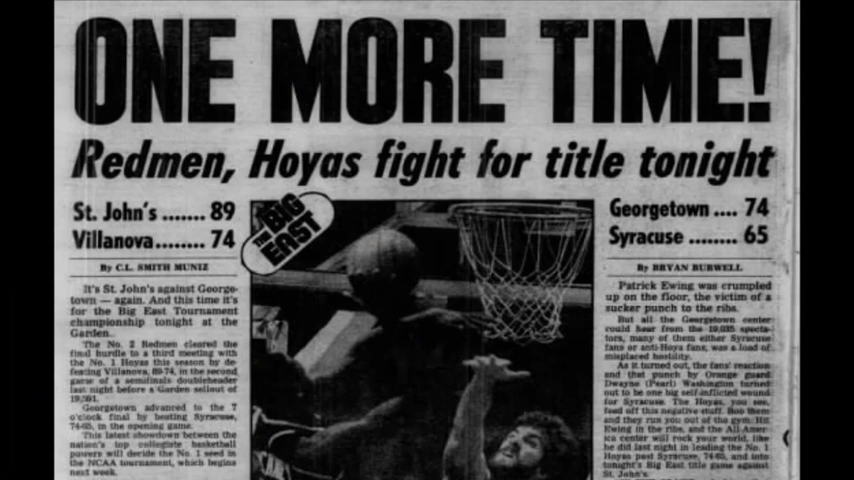 ONE MORE TIME!
Redmen, Hoyas fight for title tonight
St. John's ....... 89
Villanova........ 74
By C.L. SMITH MUNIZ
It's St. John's against George-
town — again. And this time it's
for the Big East Tournament
championship tonight at the
Garden.
The No. 2 Redmen cleared the
final hurdle to a third meeting with
the No. 1 Hoyas this season by de-
feating Villanova, 89-74, in the second
game of a semifinals doubleheader
last night before a Garden sellout of
19,591.
Georgetown advanced to the 7
o'clock final by beating Syracuse,
74-65, in the opening game.
This latest showdown between the
nation's top collegiate basketball
powers will decide the No. 1 seed in
the NCAA tournament, which begins
next week.
THE BIG
EAST
Georgetown .... 74
Syracuse ........ 65
By BRYAN BURWELL
Patrick Ewing was crumpled
up on the floor, the victim of a
sucker punch to the ribs.
But all the Georgetown center
could hear from the spects-
tors, many of them either Syracuse
fans or anti-Hoya fans, was a load of
misplaced hostility.
As it turned out, the fans' reaction
and that punch by Orange guard
Dwayne (Pearl) Washington turned
out to be one big self-inflicted wound
for Syracuse. The Hoyas, you see,
feed off this negative stuff. Boo them
and they run you out of the gym. Hit
Ewing in the ribs, and the All-Amer-
ica center will rock your world, like
he did last night in leading the No. 1
Hoyas past Syracuse, 74-65, and into
tonight's Big East title game against
St. John's.